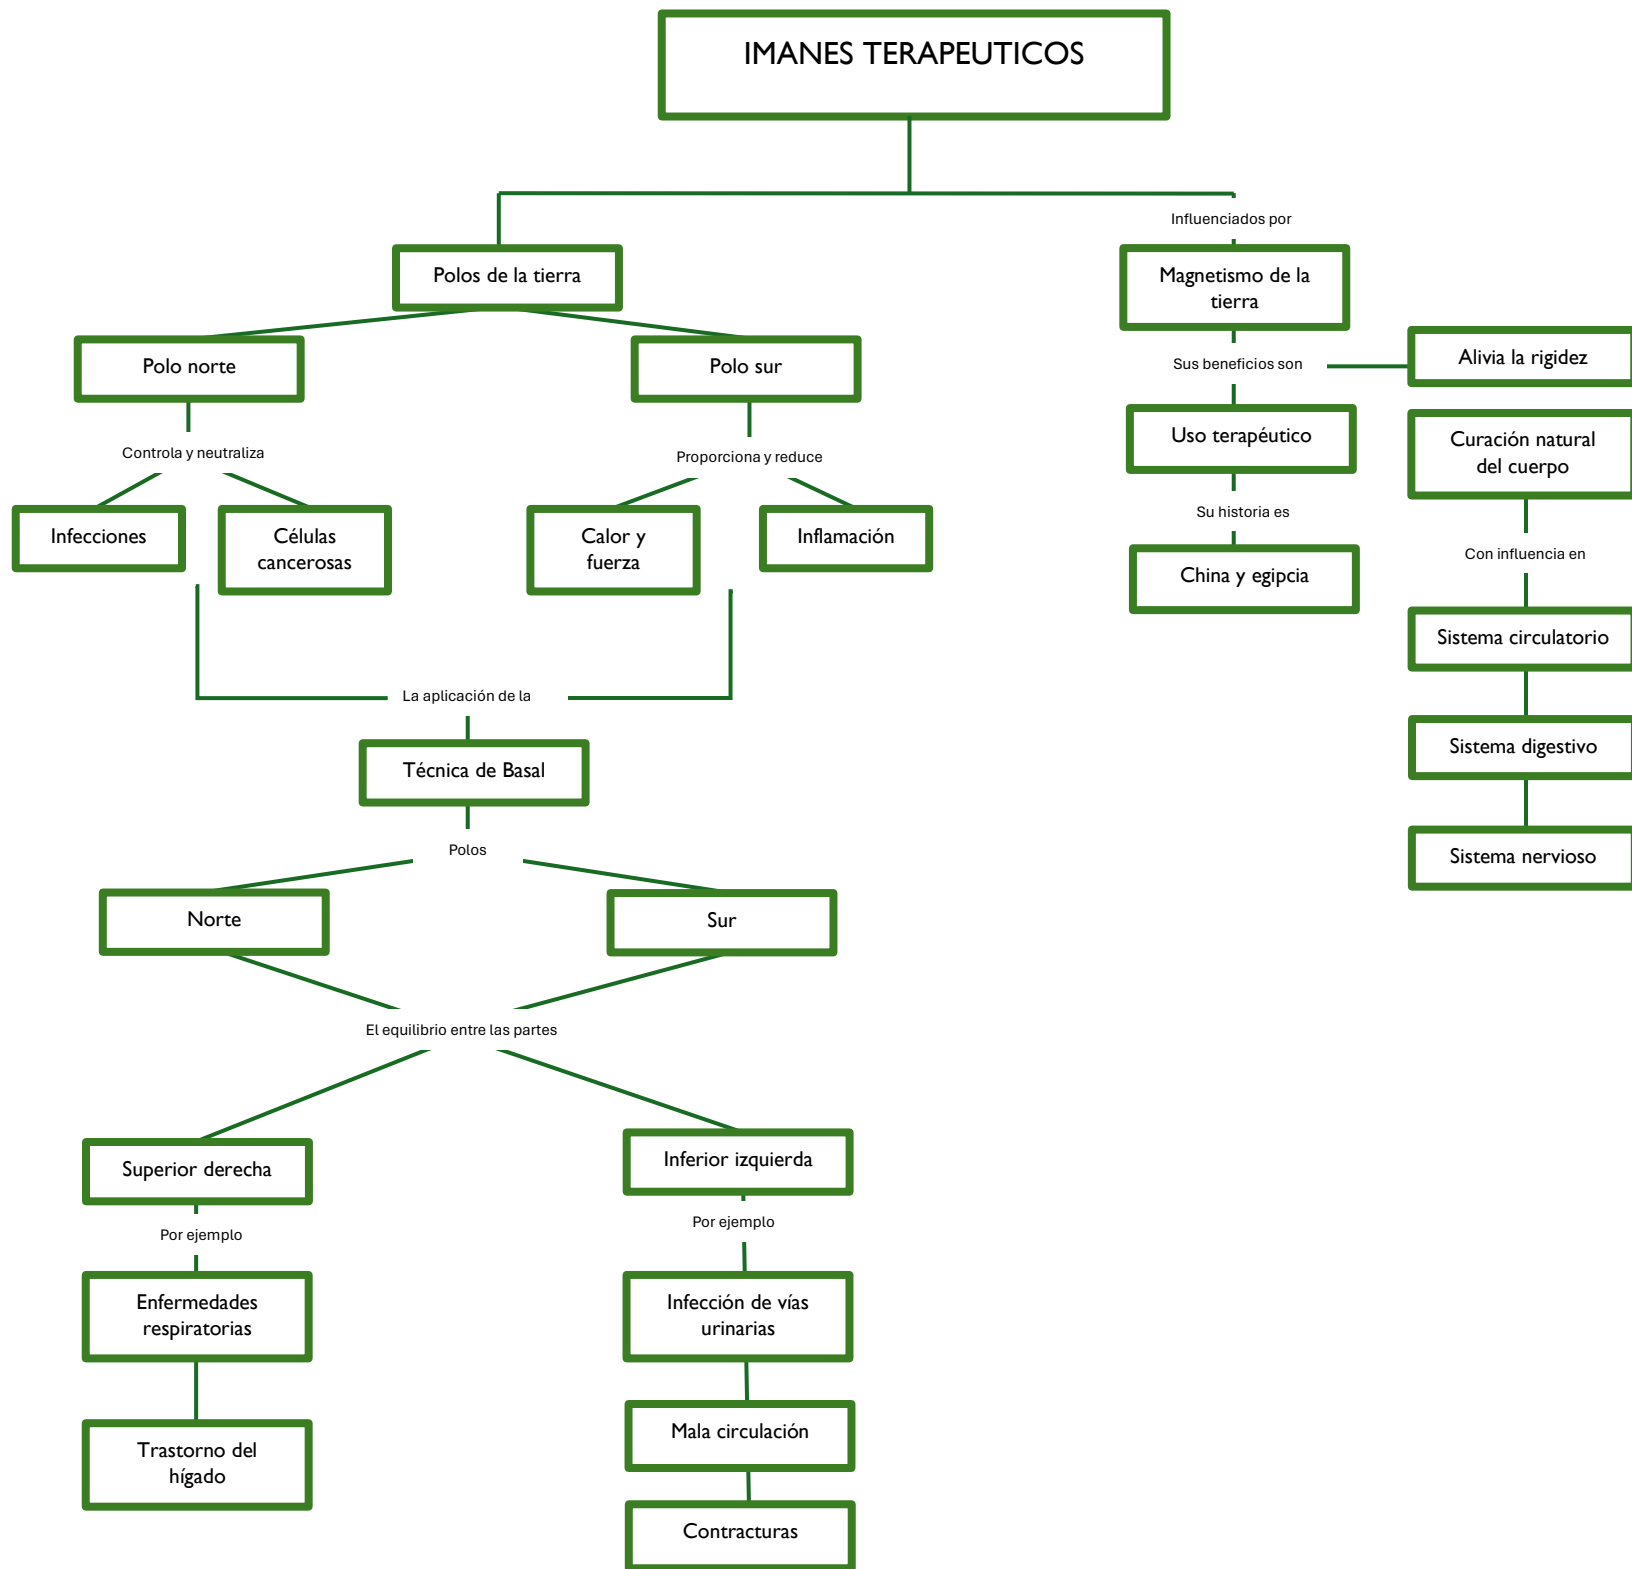 IMANES TERAPEUTICOS
Influenciados por
Polos de la tierra
Magnetismo de la
tierra
Polo norte
Polo sur
Sus beneficios son
Alivia la rigidez
Controla y neutraliza
Proporciona y reduce
Uso terapéutico
Curación natural
del cuerpo
Infecciones
Células
cancerosas
Calor y
fuerza
Inflamación
Su historia es
Con influencia en
China y egipcia
Sistema circulatorio
La aplicación de la
Técnica de Basal
Sistema digestivo
Polos
Sistema nervioso
Norte
Sur
El equilibrio entre las partes
Superior derecha
Inferior izquierda
Por ejemplo
Por ejemplo
Enfermedades
respiratorias
Infección de vías
urinarias
Trastorno del
hígado
Mala circulación
Contracturas